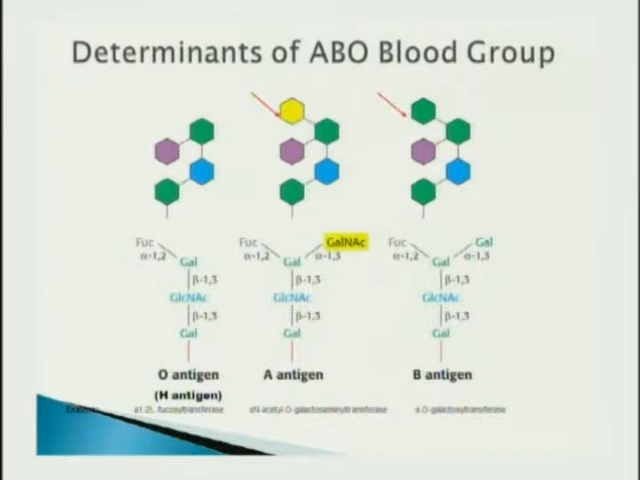 Determinants of ABO Blood Group
Fuc
α-1,2
Gal
β-1,3
GlcNAc
β-1,3
Gal
O antigen
(H antigen)
Fuc
GalNAc
α-1,2
α-1,3
Gal
β-1,3
GlcNAc
β-1,3
Gal
A antigen
Fuc
Gal
α-1,2
α-1,3
Gal
β-1,3
GlcNAc
β-1,3
Gal
B antigen